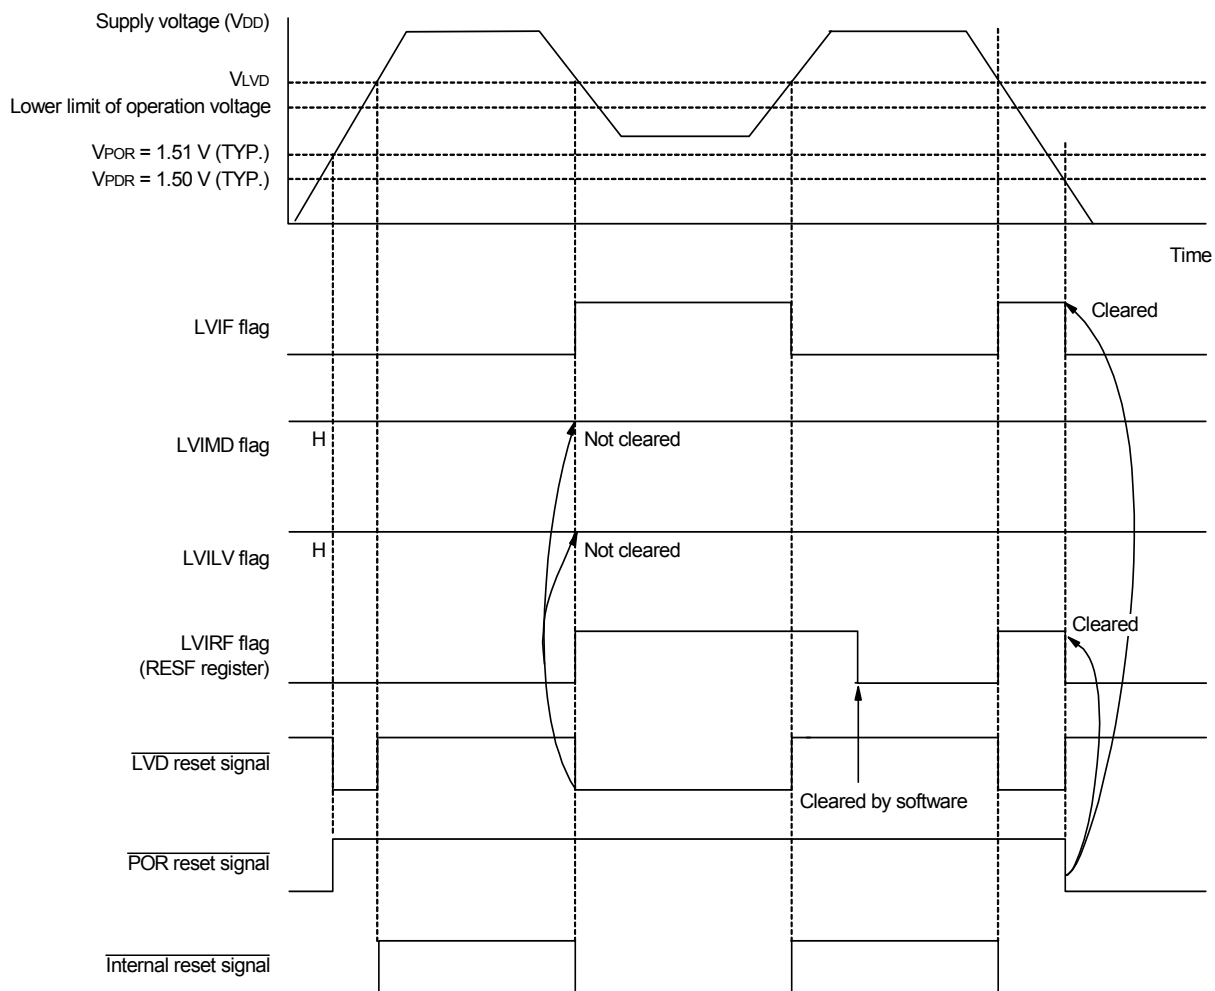 Supply voltage (VDD)
VLVD
Lower limit of operation voltage
VPOR = 1.51 V (TYP.)
VPDR = 1.50 V (TYP.)
Time
LVIF flag
Cleared
LVIMD flag
H
Not cleared
LVILV flag
H
Not cleared
LVIRF flag
(RESF register)
Cleared
LVD reset signal
Cleared by software
POR reset signal
Internal reset signal